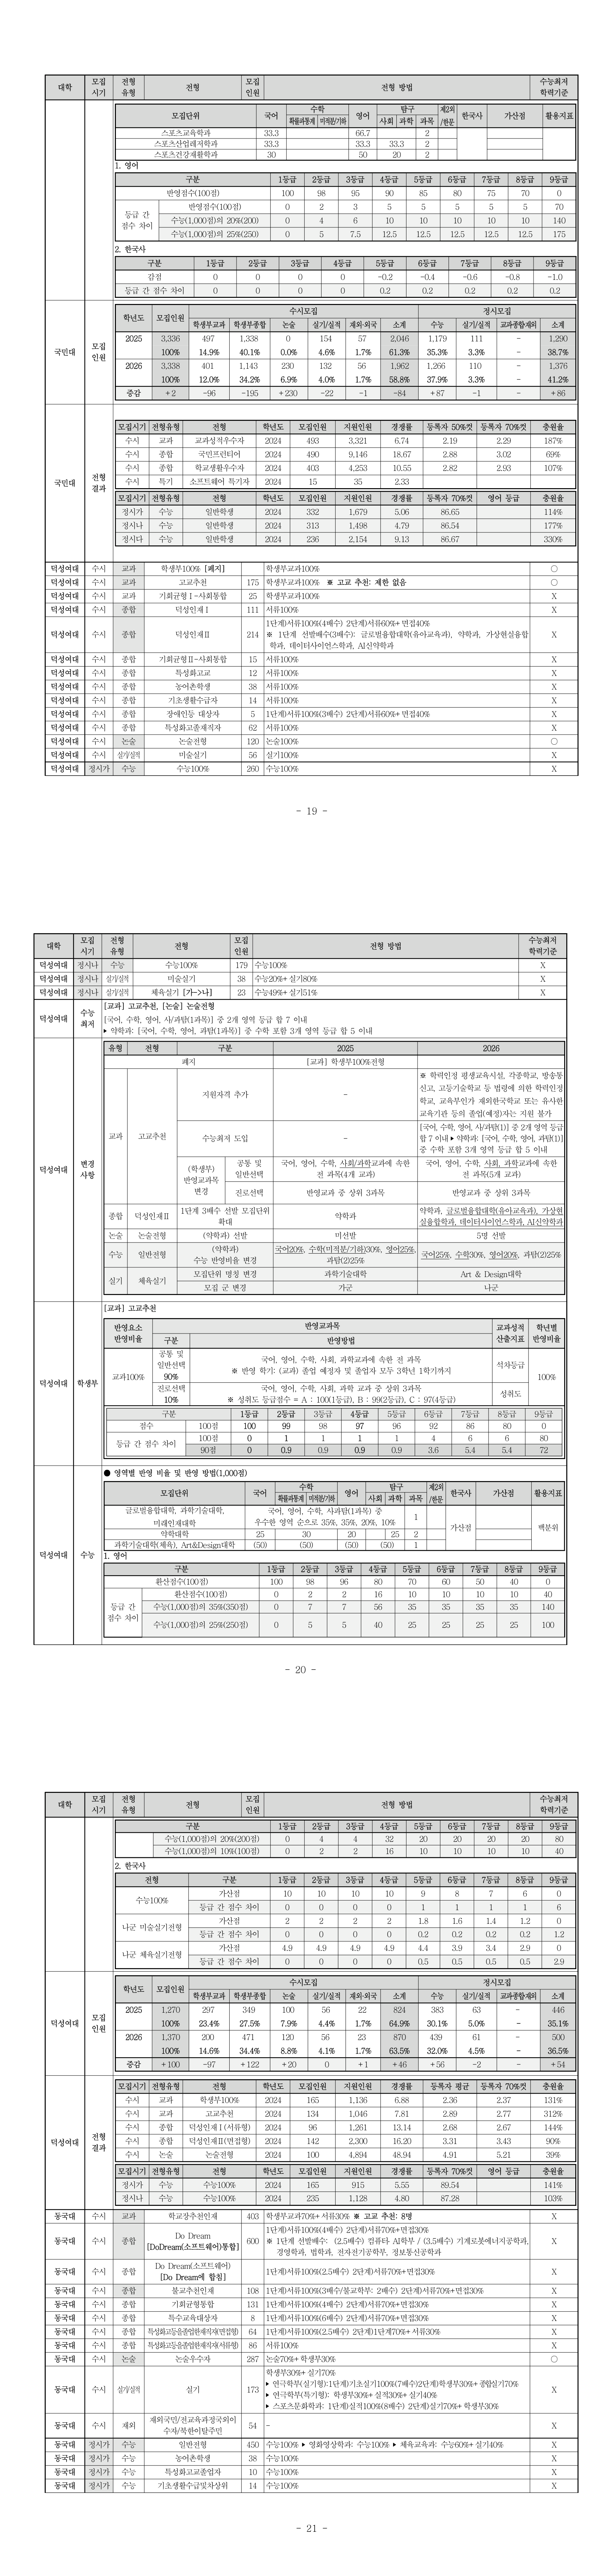 대학 모집시기 전형유형 전형 모집인원 전형 방법 수능최저학력기준
모집단위 국어 수학 영어 탐구 제2외/한문 한국사 가산점 활용지표
확률과통계 미적분/기하 사회 과학 과목
스포츠교육학과 33.3 66.7 2
스포츠산업레저학과 33.3 33.3 33.3 2
스포츠건강재활학과 30 50 20 2
1. 영어
구분 1등급 2등급 3등급 4등급 5등급 6등급 7등급 8등급 9등급
반영점수(100점) 100 98 95 90 85 80 75 70 0
등급 간 점수 차이 반영점수(100점) 0 2 3 5 5 5 5 5 70
수능(1,000점)의 20%(200) 0 4 6 10 10 10 10 10 140
수능(1,000점)의 25%(250) 0 5 7.5 12.5 12.5 12.5 12.5 12.5 175
2. 한국사
구분 1등급 2등급 3등급 4등급 5등급 6등급 7등급 8등급 9등급
감점 0 0 0 0 -0.2 -0.4 -0.6 -0.8 -1.0
등급 간 점수 차이 0 0 0 0 0.2 0.2 0.2 0.2 0.2
국민대 모집인원
학년도 모집인원 수시모집 정시모집
학생부교과 학생부종합 논술 실기/실적 재외·외국 소계 수능 실기/실적 교과종합재외 소계
2025 3,336 497 1,338 0 154 57 2,046 1,179 111 - 1,290
100% 14.9% 40.1% 0.0% 4.6% 1.7% 61.3% 35.3% 3.3% - 38.7%
2026 3,338 401 1,143 230 132 56 1,962 1,266 110 - 1,376
100% 12.0% 34.2% 6.9% 4.0% 1.7% 58.8% 37.9% 3.3% - 41.2%
증감 +2 -96 -195 +230 -22 -1 -84 +87 -1 - +86
국민대 전형결과
모집시기 전형유형 전형 학년도 모집인원 지원인원 경쟁률 등록자 50%컷 등록자 70%컷 충원율
수시 교과 교과성적우수자 2024 493 3,321 6.74 2.19 2.29 187%
수시 종합 국민프런티어 2024 490 9,146 18.67 2.88 3.02 69%
수시 종합 학교생활우수자 2024 403 4,253 10.55 2.82 2.93 107%
수시 특기 소프트웨어 특기자 2024 15 35 2.33
모집시기 전형유형 전형 학년도 모집인원 지원인원 경쟁률 등록자 70%컷 영어 등급 충원율
정시가 수능 일반학생 2024 332 1,679 5.06 86.65 114%
정시나 수능 일반학생 2024 313 1,498 4.79 86.54 177%
정시다 수능 일반학생 2024 236 2,154 9.13 86.67 330%
덕성여대 수시 교과 학생부100% [폐지] 학생부교과100% ○
덕성여대 수시 교과 고교추천 175 학생부교과100% ※ 고교 추천: 제한 없음 ○
덕성여대 수시 교과 기회균형Ⅰ-사회통합 25 학생부교과100% X
덕성여대 수시 종합 덕성인재Ⅰ 111 서류100% X
덕성여대 수시 종합 덕성인재Ⅱ 214 1단계)서류100%(4배수) 2단계)서류60%+면접40%
※ 1단계 선발배수(3배수): 글로벌융합대학(유아교육과), 약학과, 가상현실융합학과, 데이터사이언스학과, AI신약학과 X
덕성여대 수시 종합 기회균형Ⅱ-사회통합 15 서류100% X
덕성여대 수시 종합 특성화고교 12 서류100% X
덕성여대 수시 종합 농어촌학생 38 서류100% X
덕성여대 수시 종합 기초생활수급자 14 서류100% X
덕성여대 수시 종합 장애인등 대상자 5 1단계)서류100%(3배수) 2단계)서류60%+면접40% X
덕성여대 수시 종합 특성화고졸재직자 62 서류100% X
덕성여대 수시 논술 논술전형 120 논술100% ○
덕성여대 수시 실기/실적 미술실기 56 실기100% X
덕성여대 정시가 수능 수능100% 260 수능100% X
- 19 -
대학 모집시기 전형유형 전형 모집인원 전형 방법 수능최저학력기준
덕성여대 정시나 수능 수능100% 179 수능100% X
덕성여대 정시나 실기/실적 미술실기 38 수능20%+실기80% X
덕성여대 정시나 실기/실적 체육실기 [가->나] 23 수능49%+실기51% X
덕성여대 수능최저 [교과] 고교추천, [논술] 논술전형
[국어, 수학, 영어, 사/과탐(1과목)] 중 2개 영역 등급 합 7 이내
▸ 약학과: [국어, 수학, 영어, 과탐(1과목)] 중 수학 포함 3개 영역 등급 합 5 이내
덕성여대 변경사항
유형 전형 구분 2025 2026
폐지 [교과] 학생부100%전형
교과 고교추천 지원자격 추가 - ※ 학력인정 평생교육시설, 각종학교, 방송통신고, 고등기술학교 등 법령에 의한 학력인정학교, 교육부인가 재외한국학교 또는 유사한 교육기관 등의 졸업(예정)자는 지원 불가
수능최저 도입 - [국어, 수학, 영어, 사/과탐(1)] 중 2개 영역 등급 합 7 이내 ▸약학과: [국어, 수학, 영어, 과탐(1)] 중 수학 포함 3개 영역 등급 합 5 이내
(학생부) 반영교과목 변경 공통 및 일반선택 국어, 영어, 수학, 사회/과학교과에 속한 전 과목(4개 교과) 국어, 영어, 수학, 사회, 과학교과에 속한 전 과목(5개 교과)
진로선택 반영교과 중 상위 3과목 반영교과 중 상위 3과목
종합 덕성인재Ⅱ 1단계 3배수 선발 모집단위 확대 약학과 약학과, 글로벌융합대학(유아교육과), 가상현실융합학과, 데이터사이언스학과, AI신약학과
논술 논술전형 (약학과) 선발 미선발 5명 선발
수능 일반전형 (약학과) 수능 반영비율 변경 국어20%, 수학(미적분/기하)30%, 영어25%, 과탐(2)25% 국어25%, 수학30%, 영어20%, 과탐(2)25%
실기 체육실기 모집단위 명칭 변경 과학기술대학 Art & Design대학
모집 군 변경 가군 나군
덕성여대 학생부 [교과] 고교추천
반영요소 반영비율 반영교과목 교과성적 산출지표 학년별 반영비율
구분 반영방법
교과100% 공통 및 일반선택 90% 국어, 영어, 수학, 사회, 과학교과에 속한 전 과목
※ 반영 학기: (교과) 졸업 예정자 및 졸업자 모두 3학년 1학기까지 석차등급 100%
진로선택 10% 국어, 영어, 수학, 사회, 과학 교과 중 상위 3과목
※ 성취도 등급점수 = A : 100(1등급), B : 99(2등급), C : 97(4등급) 성취도
구분 1등급 2등급 3등급 4등급 5등급 6등급 7등급 8등급 9등급
점수 100점 100 99 98 97 96 92 86 80 0
등급 간 점수 차이 100점 0 1 1 1 1 4 6 6 80
90점 0 0.9 0.9 0.9 0.9 3.6 5.4 5.4 72
덕성여대 수능 ● 영역별 반영 비율 및 반영 방법(1,000점)
모집단위 국어 수학 영어 탐구 제2외/한문 한국사 가산점 활용지표
확률과통계 미적분/기하 사회 과학 과목
글로벌융합대학, 과학기술대학, 미래인재대학 국어, 영어, 수학, 사과탐(1과목) 중 우수한 영역 순으로 35%, 35%, 20%, 10% 1 가산점 백분위
약학대학 25 30 20 25 2
과학기술대학(체육), Art&Design대학 (50) (50) (50) (50) 1
1. 영어
구분 1등급 2등급 3등급 4등급 5등급 6등급 7등급 8등급 9등급
환산점수(100점) 100 98 96 80 70 60 50 40 0
등급 간 점수 차이 환산점수(100점) 0 2 2 16 10 10 10 10 40
수능(1,000점)의 35%(350점) 0 7 7 56 35 35 35 35 140
수능(1,000점)의 25%(250점) 0 5 5 40 25 25 25 25 100
- 20 -
대학 모집시기 전형유형 전형 모집인원 전형 방법 수능최저학력기준
구분 1등급 2등급 3등급 4등급 5등급 6등급 7등급 8등급 9등급
수능(1,000점)의 20%(200점) 0 4 4 32 20 20 20 20 80
수능(1,000점)의 10%(100점) 0 2 2 16 10 10 10 10 40
2. 한국사
전형 구분 1등급 2등급 3등급 4등급 5등급 6등급 7등급 8등급 9등급
수능100% 가산점 10 10 10 10 9 8 7 6 0
등급 간 점수 차이 0 0 0 0 1 1 1 1 6
나군 미술실기전형 가산점 2 2 2 2 1.8 1.6 1.4 1.2 0
등급 간 점수 차이 0 0 0 0 0.2 0.2 0.2 0.2 1.2
나군 체육실기전형 가산점 4.9 4.9 4.9 4.9 4.4 3.9 3.4 2.9 0
등급 간 점수 차이 0 0 0 0 0.5 0.5 0.5 0.5 2.9
덕성여대 모집인원
학년도 모집인원 수시모집 정시모집
학생부교과 학생부종합 논술 실기/실적 재외·외국 소계 수능 실기/실적 교과종합재외 소계
2025 1,270 297 349 100 56 22 824 383 63 - 446
100% 23.4% 27.5% 7.9% 4.4% 1.7% 64.9% 30.1% 5.0% - 35.1%
2026 1,370 200 471 120 56 23 870 439 61 - 500
100% 14.6% 34.4% 8.8% 4.1% 1.7% 63.5% 32.0% 4.5% - 36.5%
증감 +100 -97 +122 +20 0 +1 +46 +56 -2 - +54
덕성여대 전형결과
모집시기 전형유형 전형 학년도 모집인원 지원인원 경쟁률 등록자 평균 등록자 70%컷 충원율
수시 교과 학생부100% 2024 165 1,136 6.88 2.36 2.37 131%
수시 교과 고교추천 2024 134 1,046 7.81 2.89 2.77 312%
수시 종합 덕성인재Ⅰ(서류형) 2024 96 1,261 13.14 2.68 2.67 144%
수시 종합 덕성인재Ⅱ(면접형) 2024 142 2,300 16.20 3.31 3.43 90%
수시 논술 논술전형 2024 100 4,894 48.94 4.91 5.21 39%
모집시기 전형유형 전형 학년도 모집인원 지원인원 경쟁률 등록자 70%컷 영어 등급 충원율
정시가 수능 수능100% 2024 165 915 5.55 89.54 141%
정시나 수능 수능100% 2024 235 1,128 4.80 87.28 103%
동국대 수시 교과 학교장추천인재 403 학생부교과70%+서류30% ※ 고교 추천: 8명 X
동국대 수시 종합 Do Dream [DoDream(소프트웨어)통합] 600 1단계)서류100%(4배수) 2단계)서류70%+면접30%
※ 1단계 선발배수: (2.5배수) 컴퓨터·AI학부 / (3.5배수) 기계로봇에너지공학과, 경영학과, 법학과, 전자전기공학부, 정보통신공학과 X
동국대 수시 종합 Do Dream(소프트웨어) [Do Dream에 합침] 1단계)서류100%(2.5배수) 2단계)서류70%+면접30% X
동국대 수시 종합 불교추천인재 108 1단계)서류100%(3배수/불교학부: 2배수) 2단계)서류70%+면접30% X
동국대 수시 종합 기회균형통합 131 1단계)서류100%(4배수) 2단계)서류70%+면접30% X
동국대 수시 종합 특수교육대상자 8 1단계)서류100%(6배수) 2단계)서류70%+면접30% X
동국대 수시 종합 특성화고등을졸업한재직자(면접형) 64 1단계)서류100%(2.5배수) 2단계)1단계70%+서류30% X
동국대 수시 종합 특성화고등을졸업한재직자(서류형) 86 서류100% X
동국대 수시 논술 논술우수자 287 논술70%+학생부30% ○
동국대 수시 실기/실적 실기 173 학생부30%+실기70%
▸ 연극학부(실기형):1단계)기초실기100%(7배수)2단계)학생부30%+종합실기70%
▸ 연극학부(특기형): 학생부30%+실적30%+실기40%
▸ 스포츠문화학과: 1단계)실적100%(8배수) 2단계)실기70%+학생부30% X
동국대 수시 재외 재외국민/전교육과정국외이수자/북한이탈주민 54 - X
동국대 정시가 수능 일반전형 450 수능100% ▸ 영화영상학과: 수능100% ▸ 체육교육과: 수능60%+실기40% X
동국대 정시가 수능 농어촌학생 38 수능100% X
동국대 정시가 수능 특성화고졸업자 10 수능100% X
동국대 정시가 수능 기초생활수급및차상위 14 수능100% X
- 21 -